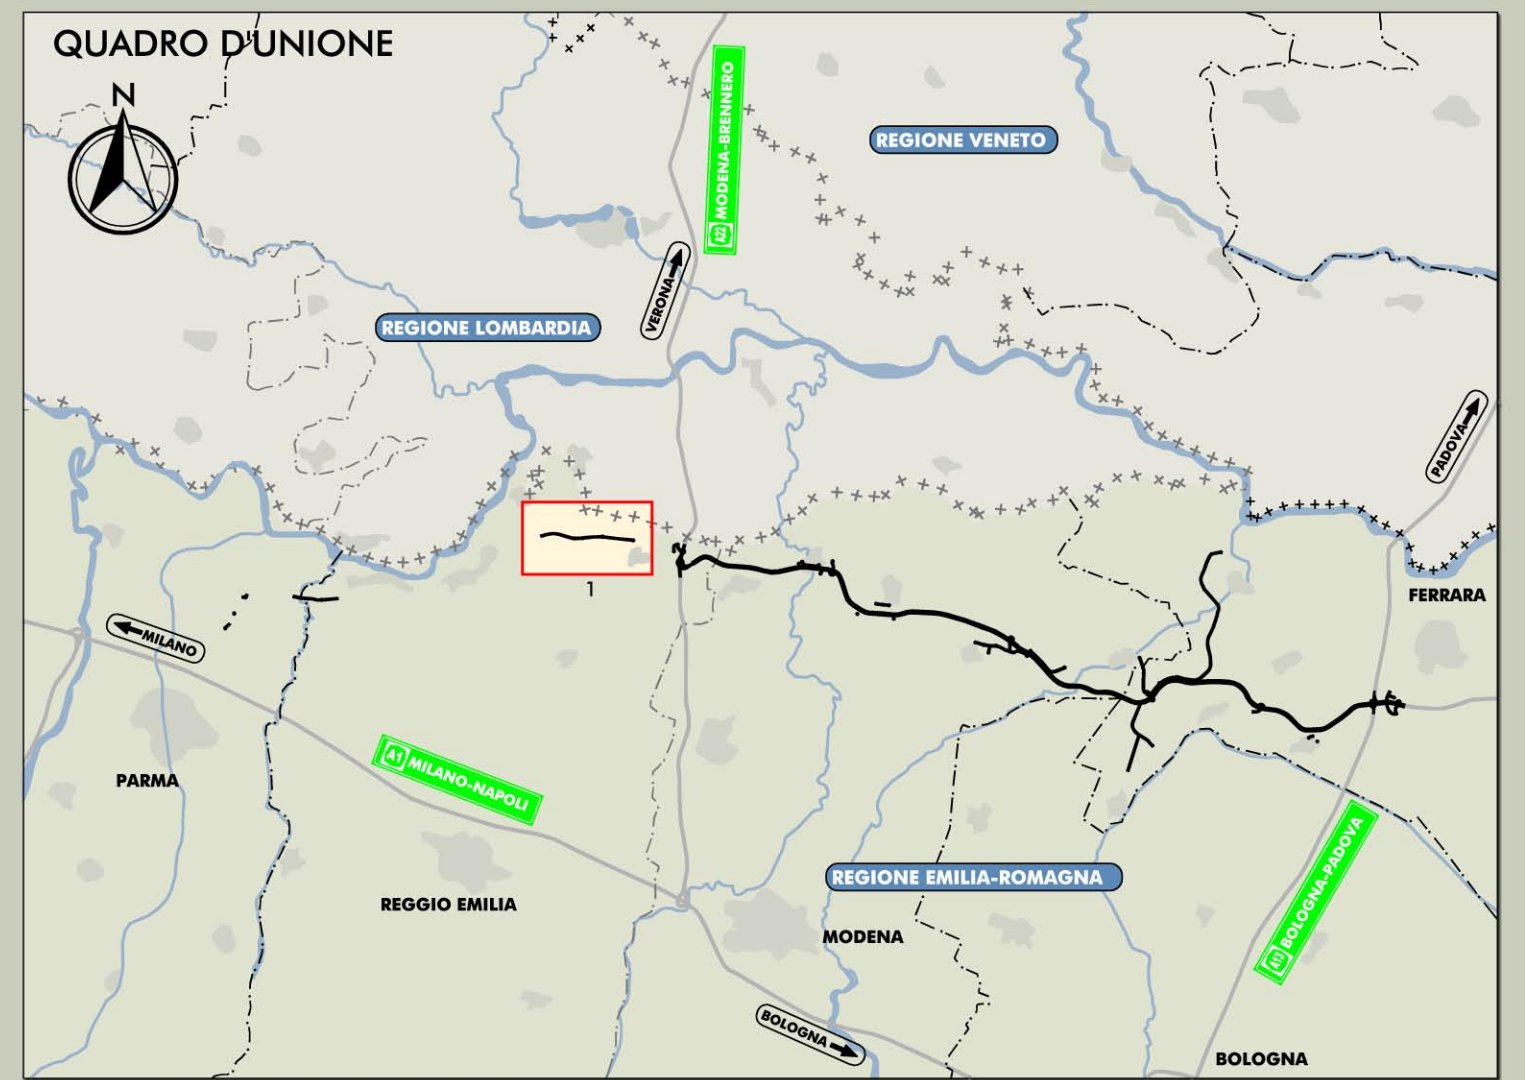 QUADRO D'UNIONE
N
A22 MODENA-BRENNERO
REGIONE VENETO
VERONA
REGIONE LOMBARDIA
PADOVA
1
FERRARA
MILANO
PARMA
A1 MILANO-NAPOLI
REGGIO EMILIA
REGIONE EMILIA-ROMAGNA
MODENA
A13 BOLOGNA-PADOVA
BOLOGNA
BOLOGNA